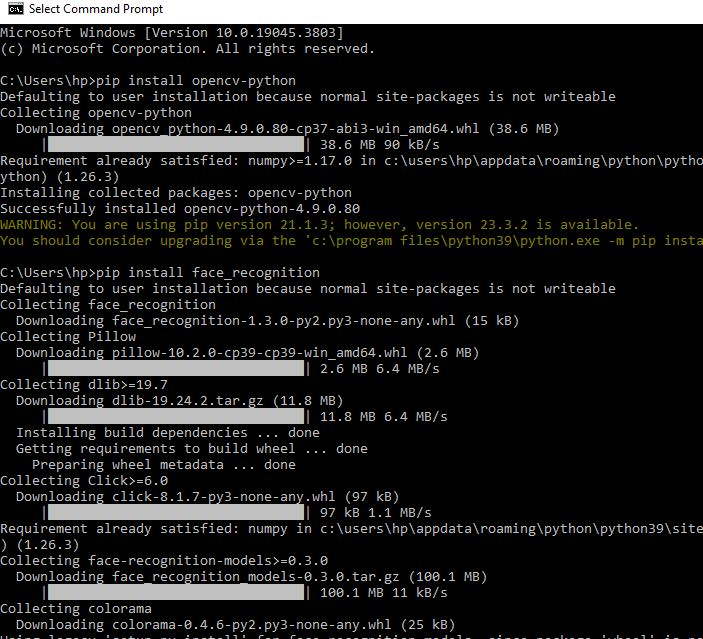 Select Command Prompt
Microsoft Windows [Version 10.0.19045.3803]
(c) Microsoft Corporation. All rights reserved.
C:\Users\hp>pip install opencv-python
Defaulting to user installation because normal site-packages is not writeable
Collecting opencv-python
Downloading opencv_python-4.9.0.80-cp37-abi3-win_amd64.whl (38.6 MB)
| | 38.6 MB 90 kB/s
Requirement already satisfied: numpy>=1.17.0 in c:\users\hp\appdata\roaming\python\pytho
ython) (1.26.3)
Installing collected packages: opencv-python
Successfully installed opencv-python-4.9.0.80
WARNING: You are using pip version 21.1.3; however, version 23.3.2 is available.
You should consider upgrading via the 'c:\program files\python39\python.exe -m pip insta
C:\Users\hp>pip install face_recognition
Defaulting to user installation because normal site-packages is not writeable
Collecting face_recognition
Downloading face_recognition-1.3.0-py2.py3-none-any.whl (15 kB)
Collecting Pillow
Downloading pillow-10.2.0-cp39-cp39-win_amd64.whl (2.6 MB)
| | 2.6 MB 6.4 MB/s
Collecting dlib>=19.7
Downloading dlib-19.24.2.tar.gz (11.8 MB)
| | 11.8 MB 6.4 MB/s
Installing build dependencies ... done
Getting requirements to build wheel ... done
Preparing wheel metadata ... done
Collecting Click>=6.0
Downloading click-8.1.7-py3-none-any.whl (97 kB)
| | 97 kB 1.1 MB/s
Requirement already satisfied: numpy in c:\users\hp\appdata\roaming\python\python39\site
) (1.26.3)
Collecting face-recognition-models>=0.3.0
Downloading face_recognition_models-0.3.0.tar.gz (100.1 MB)
| | 100.1 MB 11 kB/s
Collecting colorama
Downloading colorama-0.4.6-py2.py3-none-any.whl (25 kB)